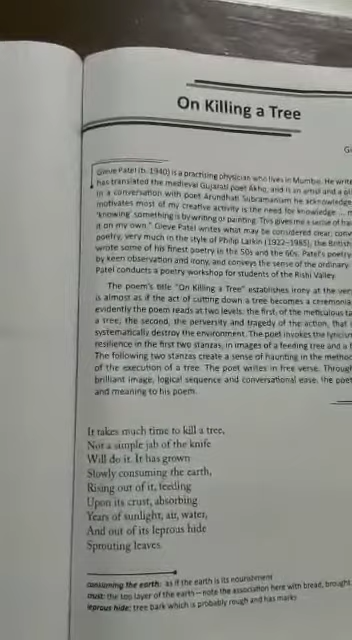 On Killing a Tree
Gieve Patel (b. 1940) is a practising physician who lives in Mumbai. He write
has translated the medieval Gujarati poet Akho, and is an artist and a pl
in a conversation with poet Arundhati Subramaniam he acknowledge
motivates most of my creative activity is the need for knowledge ... m
'knowing' something is by writing or painting. This gives me a sense of hav
it on my own." Gieve Patel writes what may be considered clear, conv
poetry, very much in the style of Philip Larkin (1922–1985), the British
wrote some of his finest poetry in the 50s and the 60s. Patel's poetry
by keen observation and irony, and conveys the sense of the ordinary.
Patel conducts a poetry workshop for students of the Rishi Valley
The poem's title "On Killing a Tree" establishes irony at the ver
is almost as if the act of cutting down a tree becomes a ceremonia
evidently the poem reads at two levels: the first, of the meticulous ta
a tree; the second, the perversity and tragedy of the action, that
systematically destroy the environment. The poet invokes the lyricism
resilience in the first two stanzas, in images of a feeding tree and a
The following two stanzas create a sense of haunting in the method
of the execution of a tree. The poet writes in free verse. Through
brilliant image, logical sequence and conversational ease, the poet
and meaning to his poem.
It takes much time to kill a tree,
Not a simple jab of the knife
Will do it. It has grown
Slowly consuming the earth,
Rising out of it, feeding
Upon its crust, absorbing
Years of sunlight, air, water,
And out of its leprous hide
Sprouting leaves.
consuming the earth: as if the earth is its nourishment
crust: the top layer of the earth – note the association here with bread, brought
leprous hide: tree bark which is probably rough and has marks